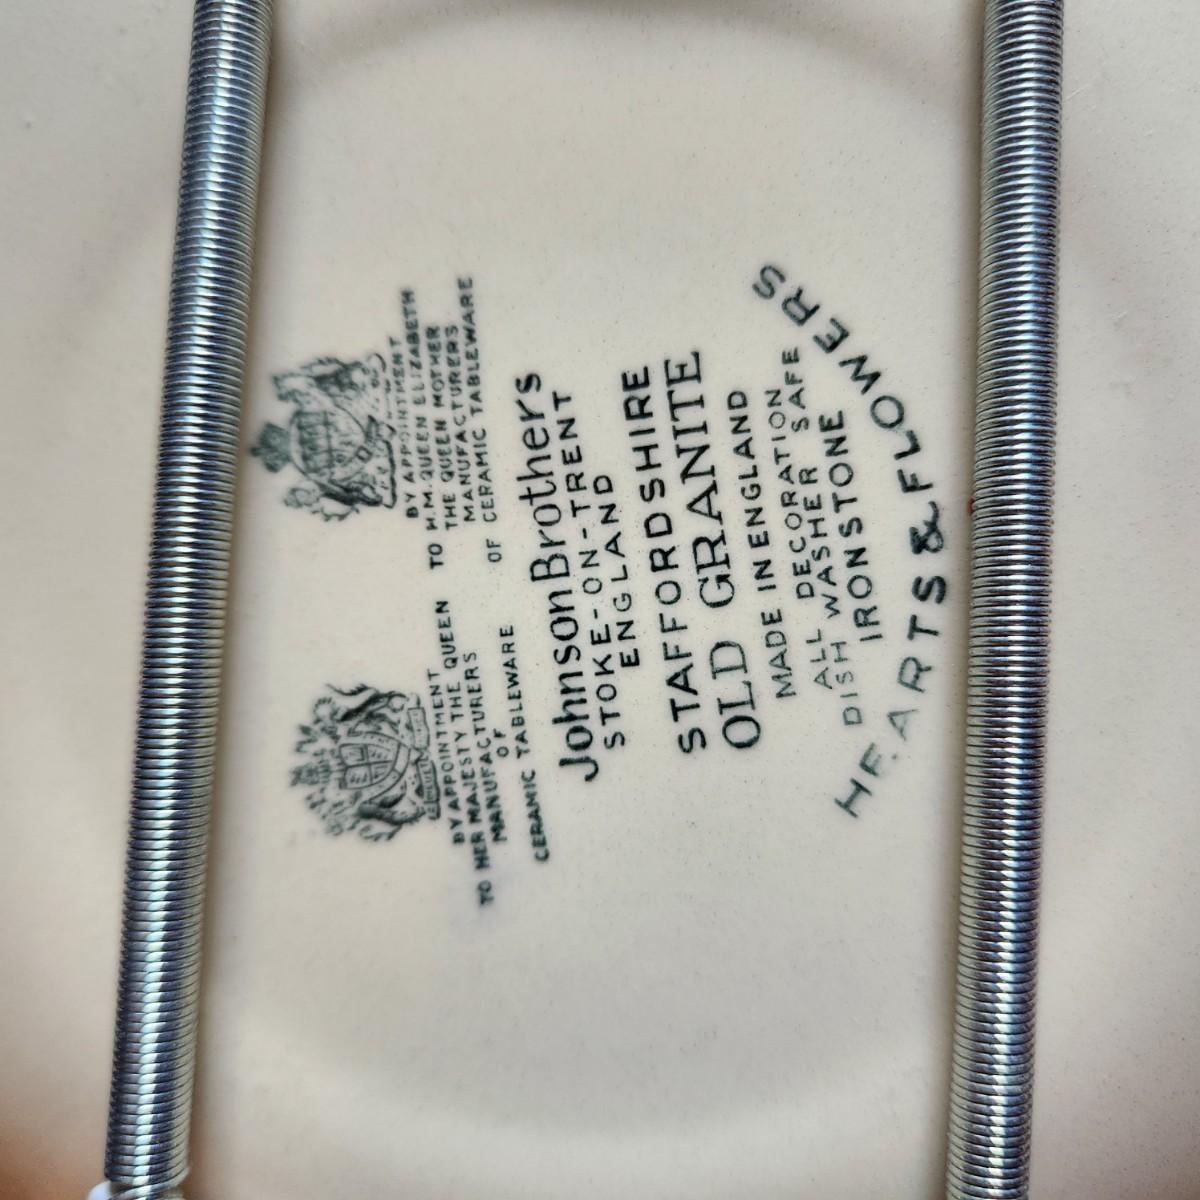 BY APPOINTMENT
TO HER MAJESTY THE QUEEN
MANUFACTURERS
OF
CERAMIC TABLEWARE
BY APPOINTMENT
TO H.M. QUEEN ELIZABETH
THE QUEEN MOTHER
MANUFACTURERS
OF CERAMIC TABLEWARE
Johnson Brothers
STOKE-ON-TRENT
ENGLAND
STAFFORDSHIRE
OLD GRANITE
MADE IN ENGLAND
ALL DECORATION
DISH WASHER SAFE
IRONSTONE
HEARTS & FLOWERS